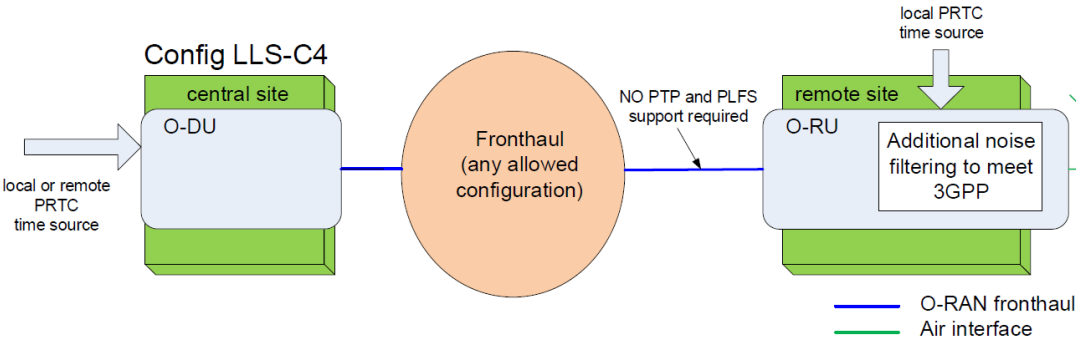 Config LLS-C4
central site
O-DU
local or remote
PRTC
time source
Fronthaul
(any allowed
configuration)
NO PTP and PLFS
support required
local PRTC
time source
remote site
O-RU
Additional noise
filtering to meet
3GPP
O-RAN fronthaul
Air interface